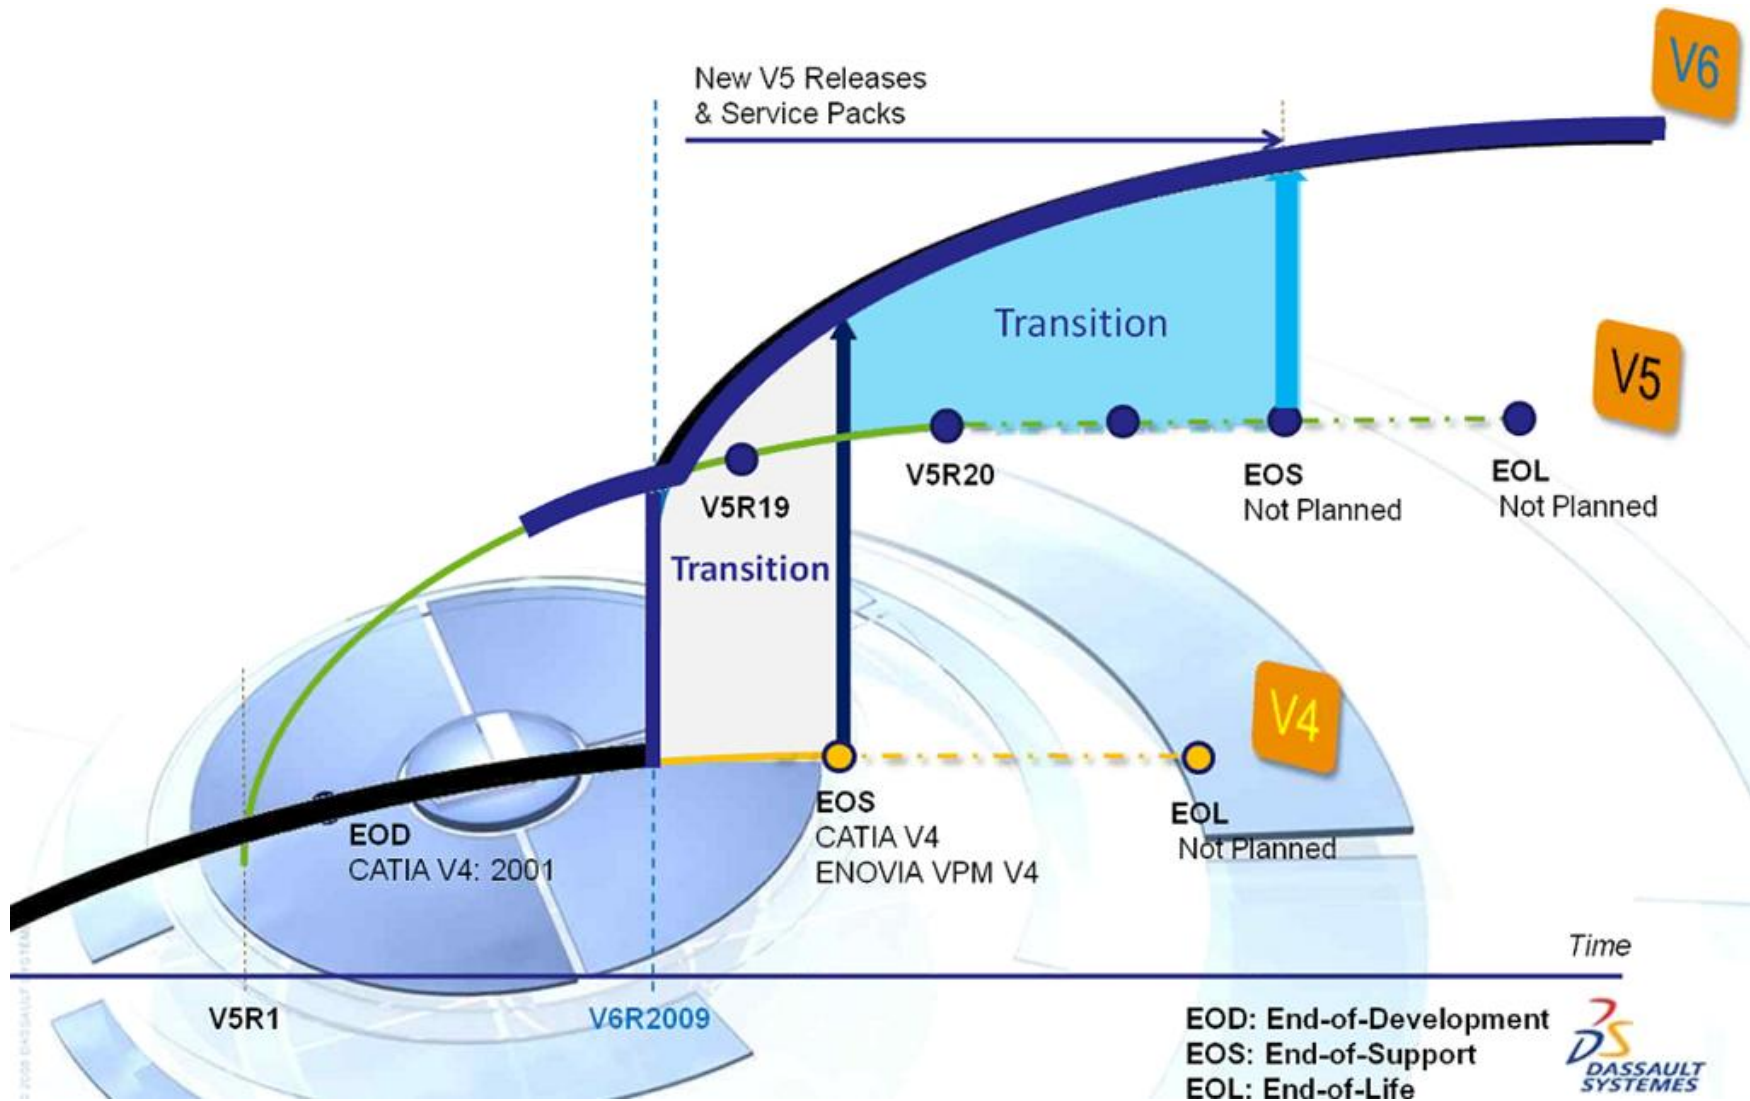 V6
New V5 Releases
& Service Packs
Transition
V5
V5R19
V5R20
EOS
Not Planned
EOL
Not Planned
Transition
V4
EOD
CATIA V4: 2001
EOS
CATIA V4
ENOVIA VPM V4
EOL
Not Planned
Time
V5R1
V6R2009
EOD: End-of-Development
EOS: End-of-Support
EOL: End-of-Life
DASSAULT
SYSTEMES